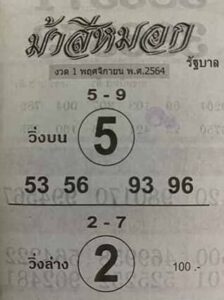 ม้าสีหมอก
งวด 1 พฤศจิกายน พ.ศ.2564
รัฐบาล
5 - 9
วิ่งบน 5
53 56 93 96
2 - 7
วิ่งล่าง 2
100 .-